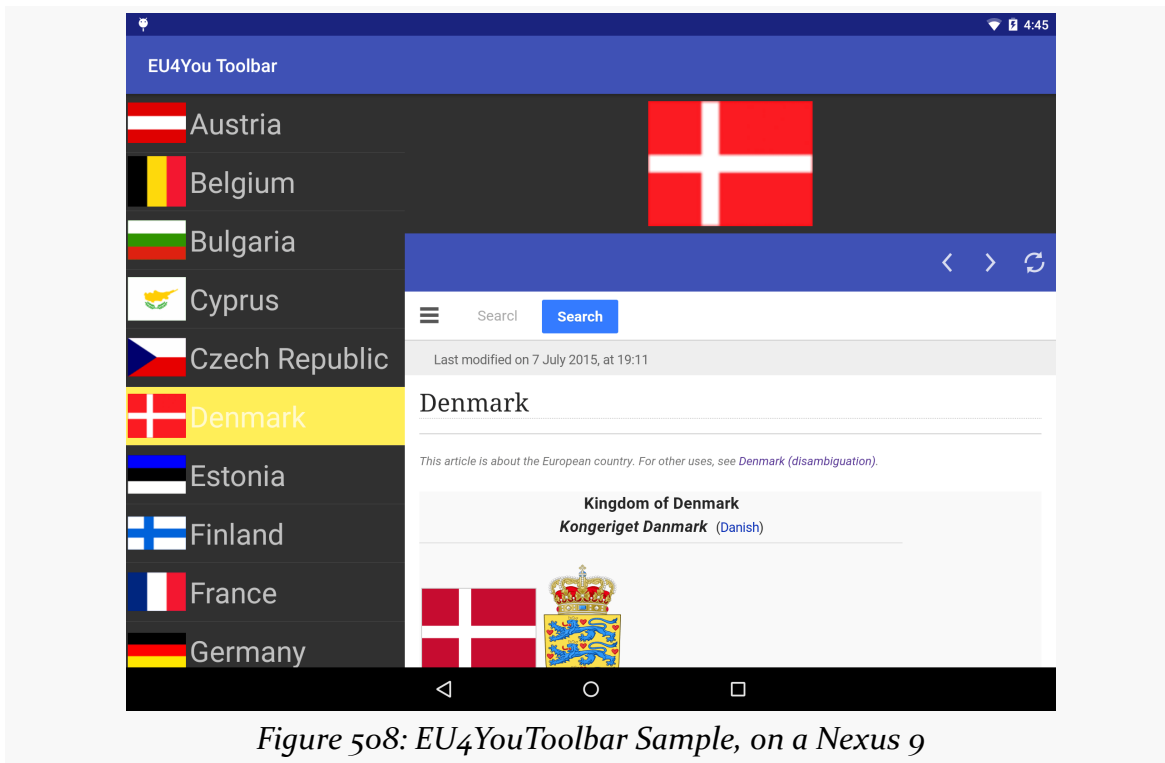 4:45
EU4You Toolbar
Austria
Belgium
Bulgaria
Cyprus
Czech Republic
Denmark
Estonia
Finland
France
Germany
Searcl
Search
Last modified on 7 July 2015, at 19:11
Denmark
This article is about the European country. For other uses, see Denmark (disambiguation).
Kingdom of Denmark
Kongeriget Danmark (Danish)
Figure 508: EU4YouToolbar Sample, on a Nexus 9